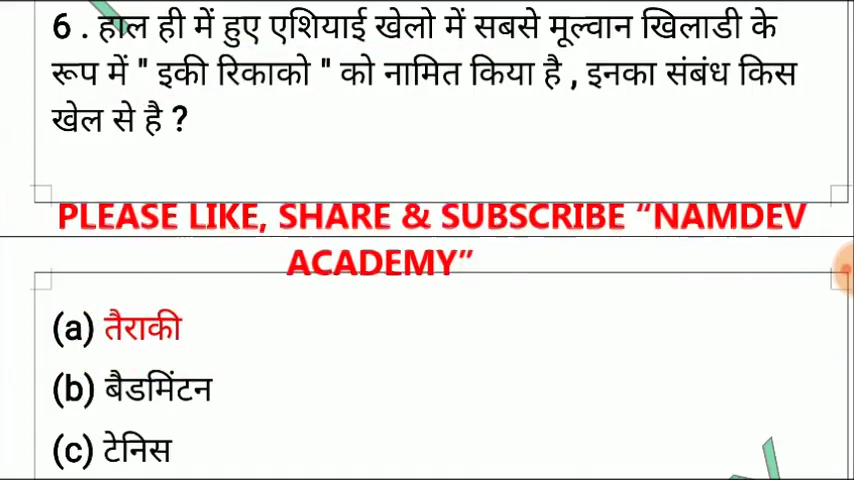 6 . हाल ही में हुए एशियाई खेलो में सबसे मूल्वान खिलाडी के
रूप में " इकी रिकाको " को नामित किया है , इनका संबंध किस
खेल से है ?
PLEASE LIKE, SHARE & SUBSCRIBE “NAMDEV
ACADEMY”
(a) तैराकी
(b) बैडमिंटन
(c) टेनिस